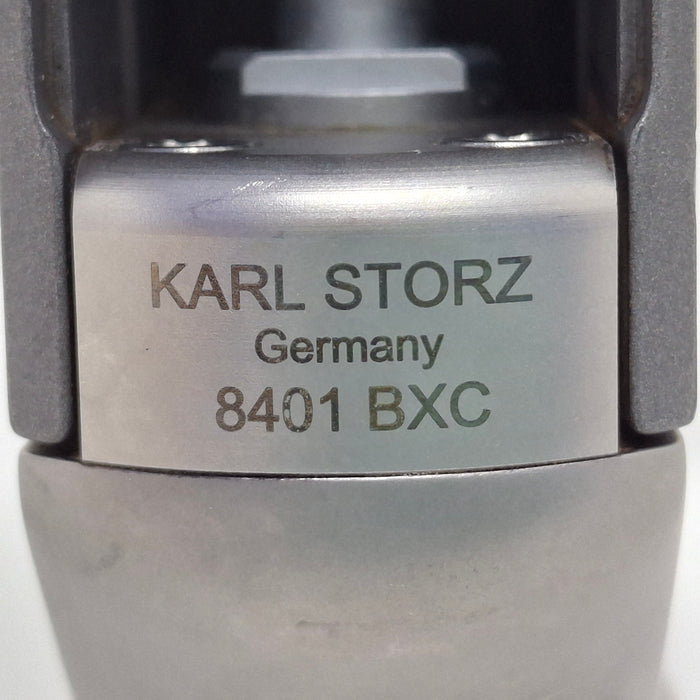 KARL STORZ
Germany
8401 BXC